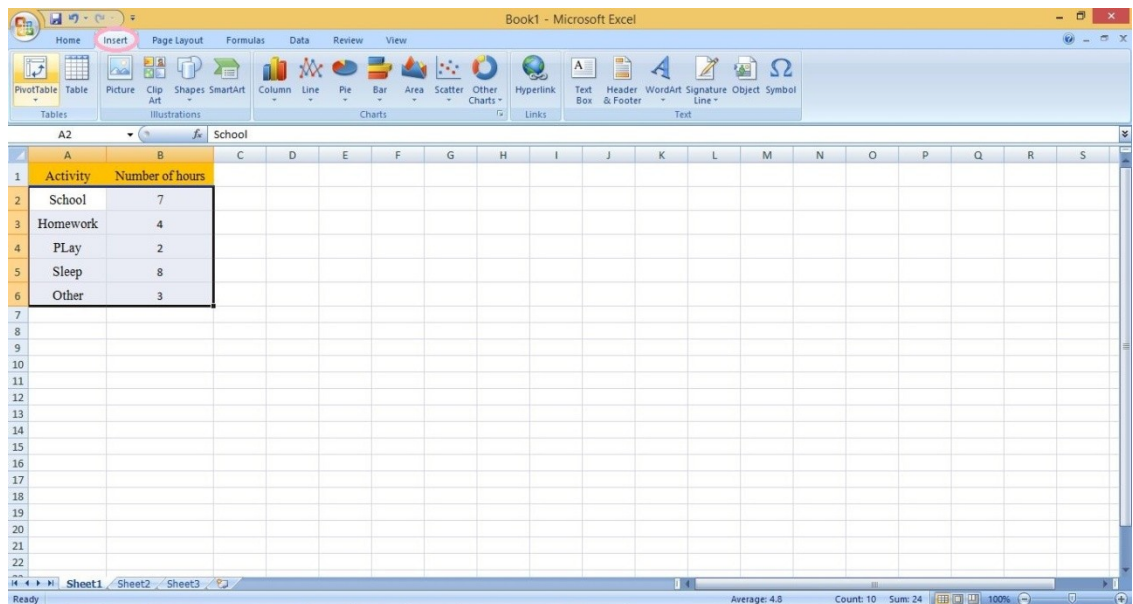 Book1 - Microsoft Excel
Home Insert Page Layout Formulas Data Review View
PivotTable Table Picture Clip Art Shapes SmartArt Column Line Pie Bar Area Scatter Other Charts Hyperlink Text Box Header & Footer WordArt Signature Line Object Symbol
Tables Illustrations Charts Links Text
A2 fx School
A B C D E F G H I J K L M N O P Q R S
1 Activity Number of hours
2 School 7
3 Homework 4
4 PLay 2
5 Sleep 8
6 Other 3
7
8
9
10
11
12
13
14
15
16
17
18
19
20
21
22
Sheet1 Sheet2 Sheet3
Ready Average: 4.8 Count: 10 Sum: 24 100%